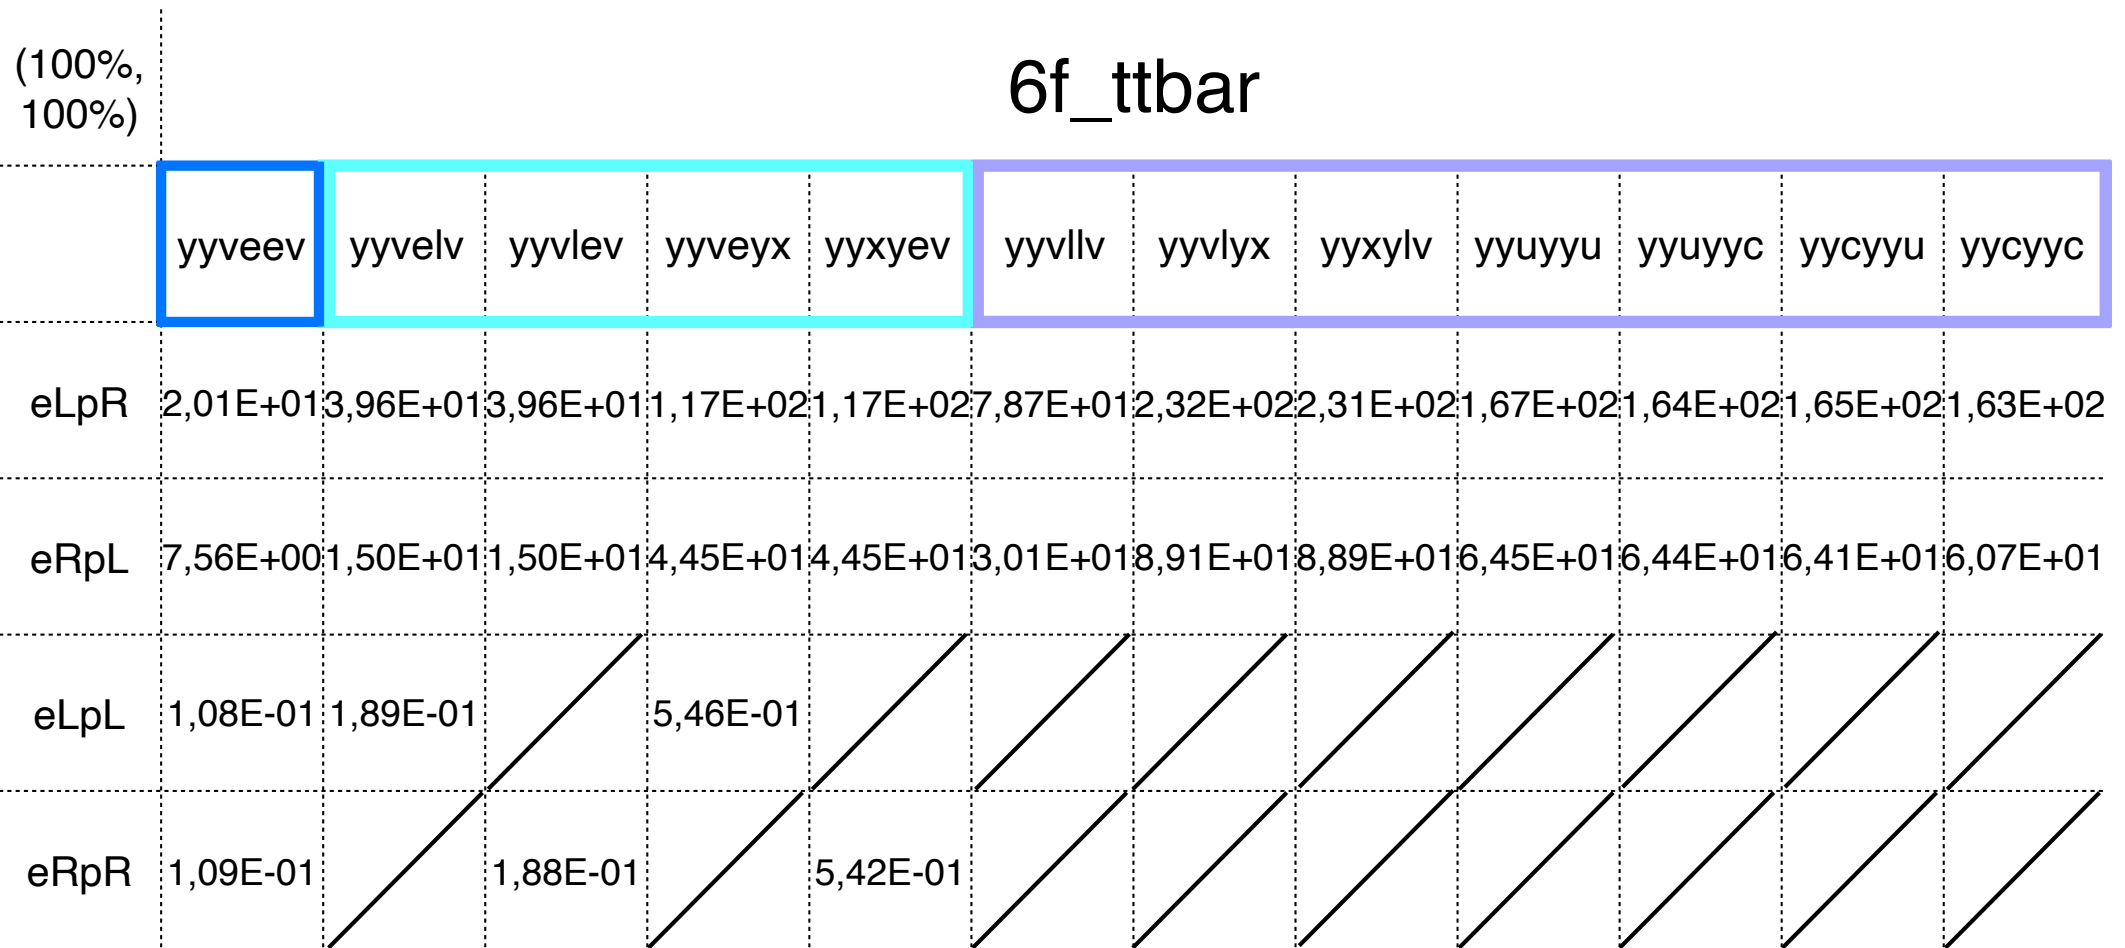 (100%,
100%)
6f_ttbar
yyveev yyvelv yyvlev yyveyx yyxyev yyvllv yyvlyx yyxylv yyuyyu yyuyyc yycyyu yycyyc
eLpR 2,01E+01 3,96E+01 3,96E+01 1,17E+02 1,17E+02 7,87E+01 2,32E+02 2,31E+02 1,67E+02 1,64E+02 1,65E+02 1,63E+02
eRpL 7,56E+00 1,50E+01 1,50E+01 4,45E+01 4,45E+01 3,01E+01 8,91E+01 8,89E+01 6,45E+01 6,44E+01 6,41E+01 6,07E+01
eLpL 1,08E-01 1,89E-01 5,46E-01
eRpR 1,09E-01 1,88E-01 5,42E-01